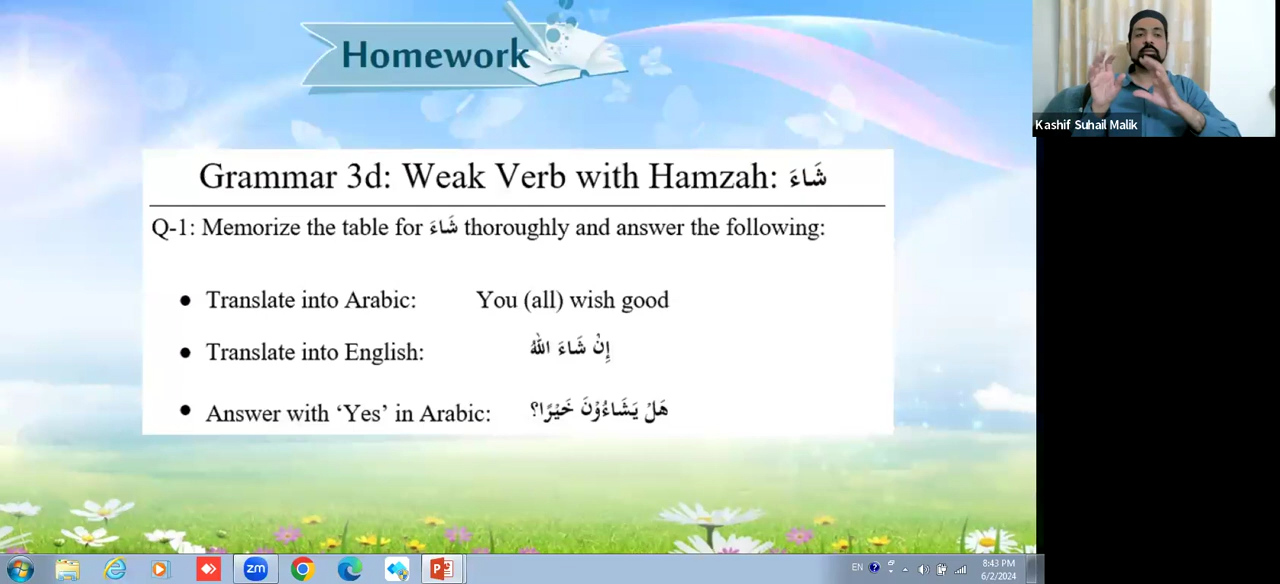 Homework
Kashif Suhail Malik
Grammar 3d: Weak Verb with Hamzah: شَاءَ
Q-1: Memorize the table for شَاءَ thoroughly and answer the following:
● Translate into Arabic: You (all) wish good
● Translate into English: إِنْ شَاءَ اللهُ
● Answer with ‘Yes’ in Arabic: هَلْ يَشَاءُوْنَ خَيْرًا؟
zm
EN
8:43 PM
6/2/2024